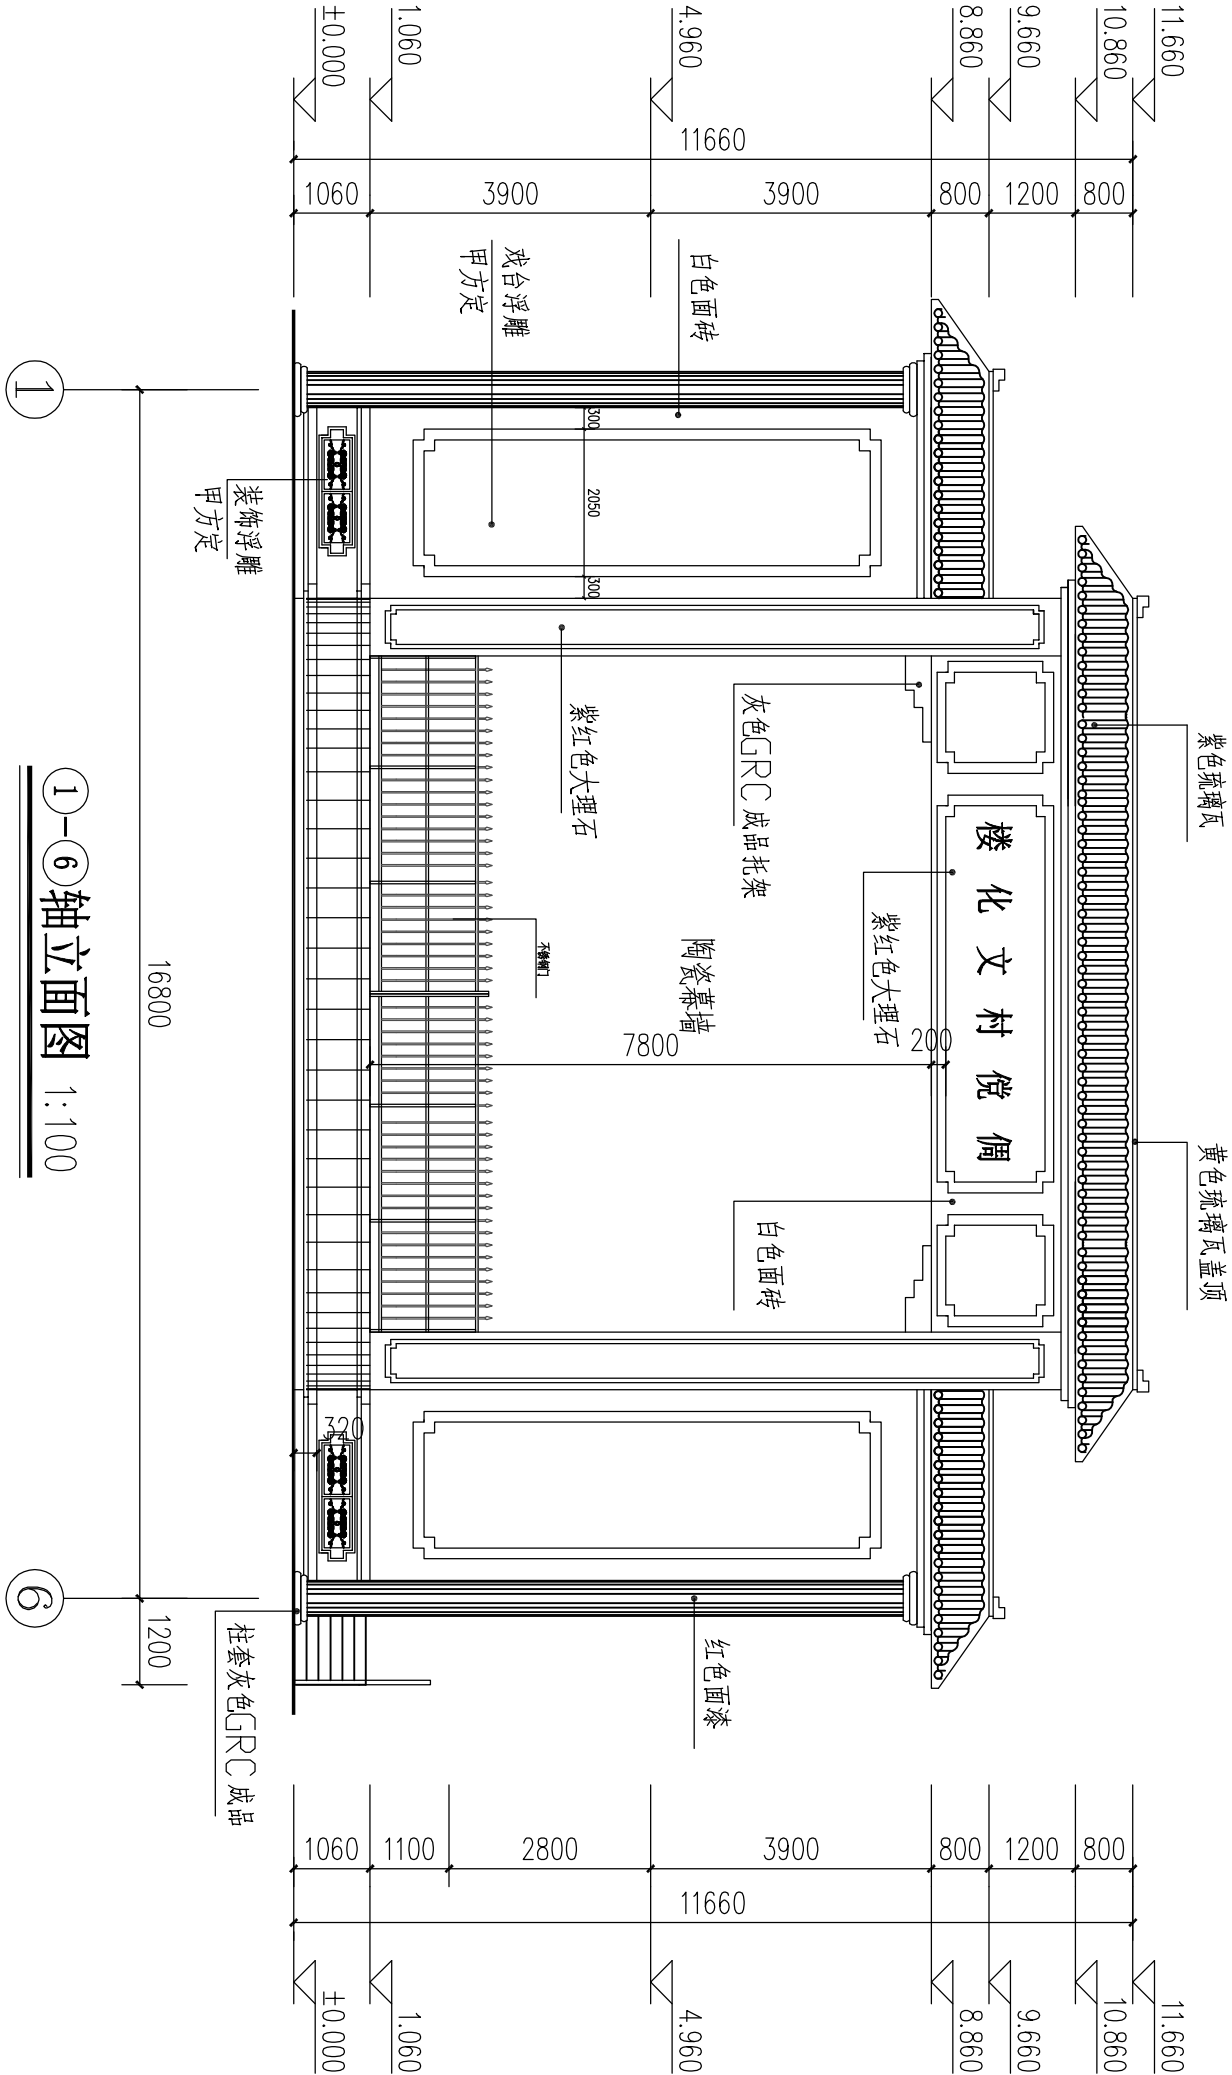 11.660
10.860
9.660
8.860
4.960
1.060
±0.000
11660
800
1200
800
3900
3900
1060
紫色琉璃瓦
黄色琉璃瓦盖顶
楼化文村傥倜
紫红色大理石
200
白色面砖
灰色GRC 成品托架
陶瓷幕墙
7800
白色面砖
红色面漆
紫红色大理石
不锈钢门
300
2050
300
戏台浮雕
甲方定
装饰浮雕
甲方定
320
柱套灰色GRC 成品
16800
1200
1
6
1-6轴立面图 1:100
800
1200
800
3900
2800
1100
1060
11660
11.660
10.860
9.660
8.860
4.960
1.060
±0.000